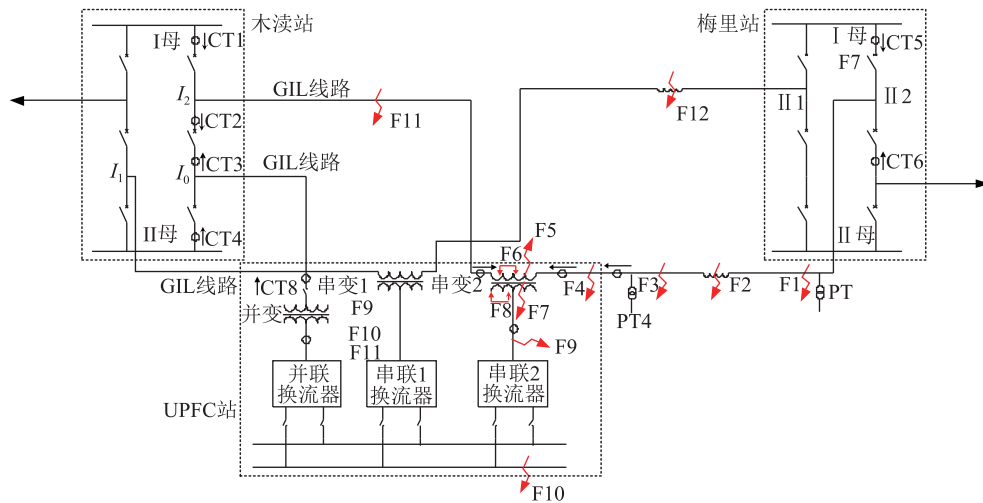 木渎站
梅里站
I母
CT1
I母
CT5
F7
GIL线路
I₂
F11
F12
II1
II2
CT2
CT3
GIL线路
CT6
I₁
I₀
II母
CT4
F5
II母
F6
GIL线路
CT8
串变1
串变2
F4
F3
F2
F1
PT
并变
F9
F8
F7
PT4
F10
F9
F11
并联
换流器
串联1
换流器
串联2
换流器
UPFC站
F10